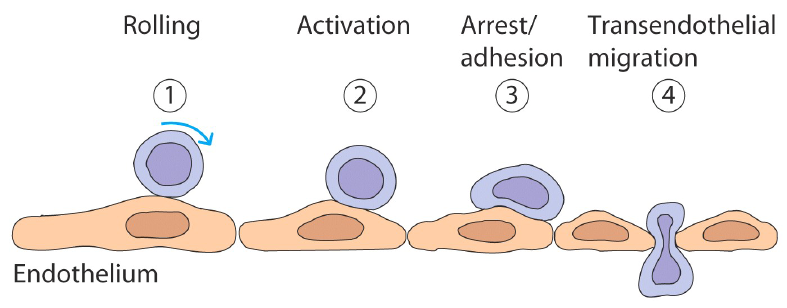 Rolling
Activation
Arrest/
adhesion
Transendothelial
migration
1
2
3
4
Endothelium